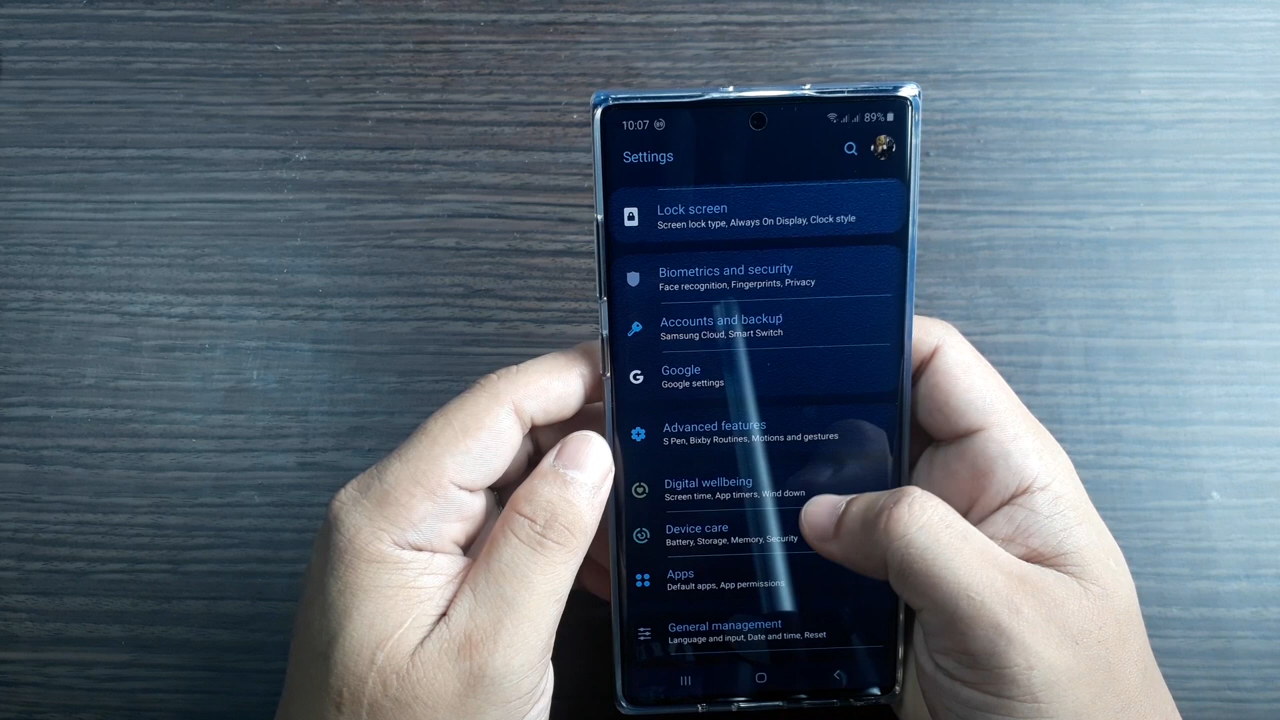 10:07 89%
Settings
Lock screen
Screen lock type, Always On Display, Clock style
Biometrics and security
Face recognition, Fingerprints, Privacy
Accounts and backup
Samsung Cloud, Smart Switch
Google
Google settings
Advanced features
S Pen, Bixby Routines, Motions and gestures
Digital wellbeing
Screen time, App timers, Wind down
Device care
Battery, Storage, Memory, Security
Apps
Default apps, App permissions
General management
Language and input, Date and time, Reset